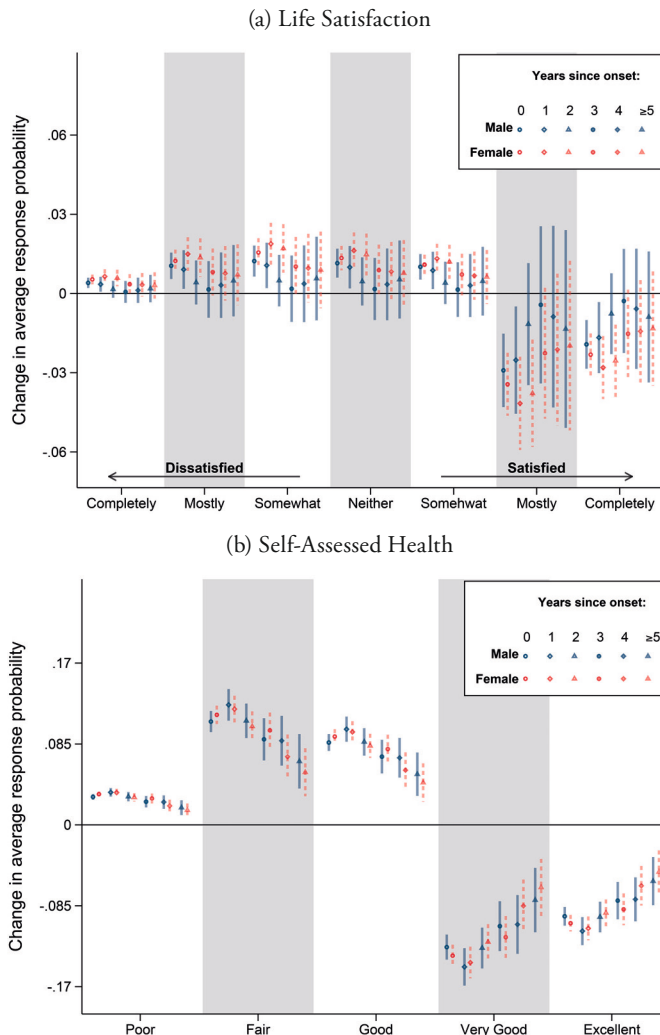 (a) Life Satisfaction
Years since onset:
0 1 2 3 4 ≥5
Male
Female
.06
.03
0
-.03
-.06
Change in average response probability
Dissatisfied
Satisfied
Completely Mostly Somewhat Neither Somehwat Mostly Completely
(b) Self-Assessed Health
Years since onset:
0 1 2 3 4 ≥5
Male
Female
.17
.085
0
-.085
-.17
Change in average response probability
Poor Fair Good Very Good Excellent